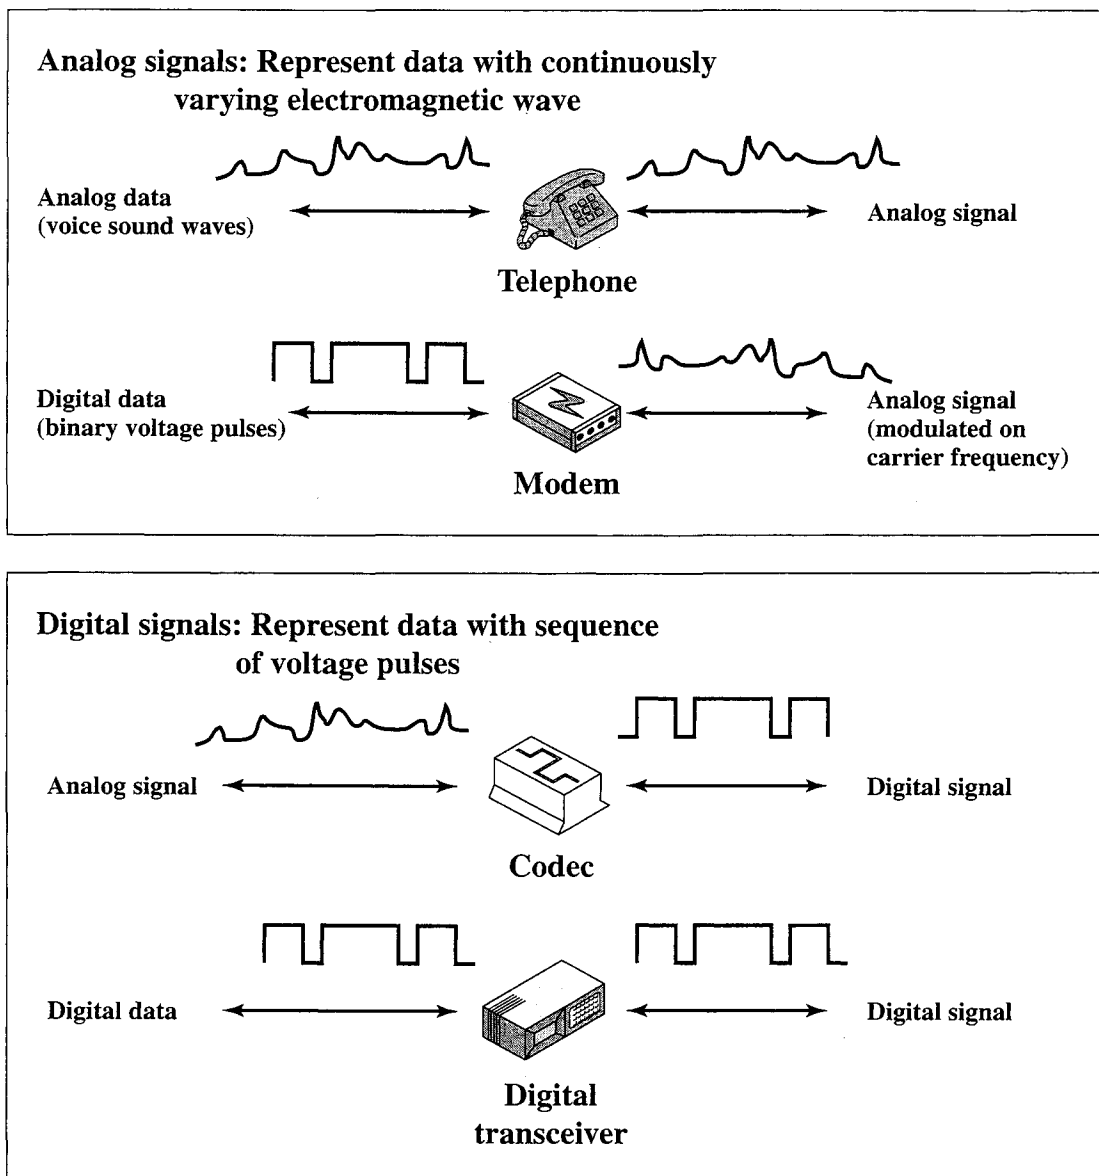 Analog signals: Represent data with continuously
varying electromagnetic wave
Analog data
(voice sound waves)
Analog signal
Telephone
Digital data
(binary voltage pulses)
Analog signal
(modulated on
carrier frequency)
Modem
Digital signals: Represent data with sequence
of voltage pulses
Analog signal
Digital signal
Codec
Digital data
Digital signal
Digital
transceiver